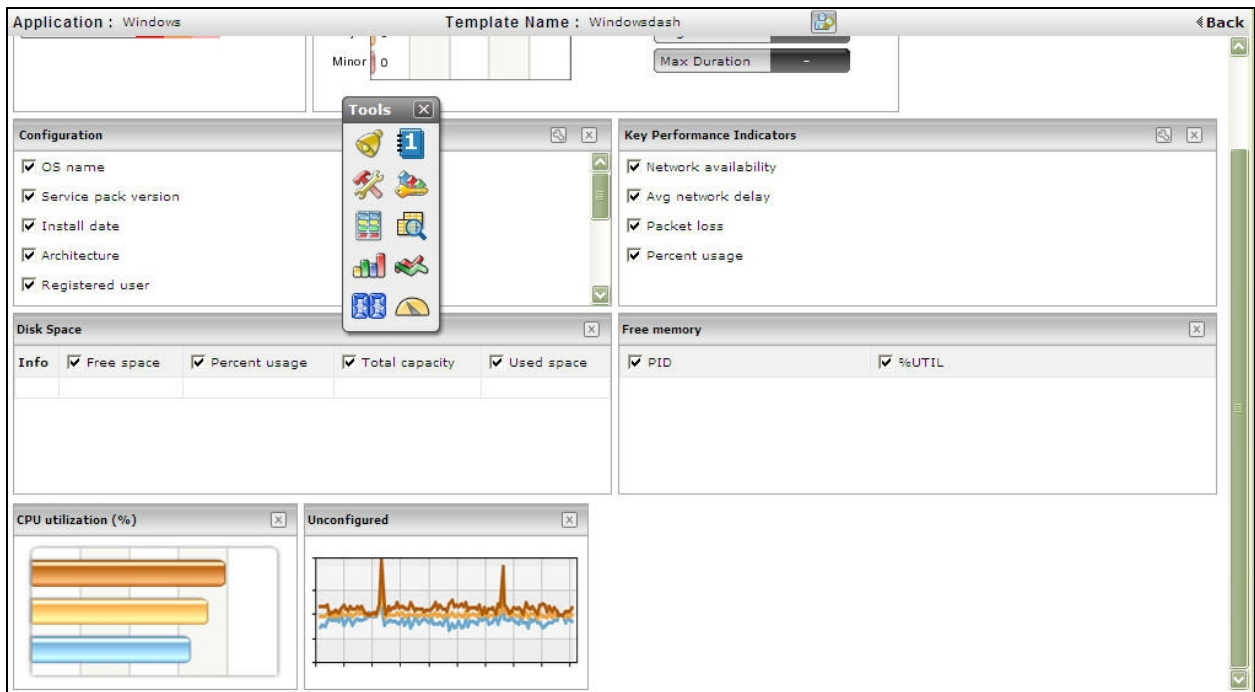 Application : Windows Template Name : Windowsdash Back
Minor 0 Max Duration -
Tools
1
Configuration Key Performance Indicators
OS name Network availability
Service pack version Avg network delay
Install date Packet loss
Architecture Percent usage
Registered user
Disk Space Free memory
Info Free space Percent usage Total capacity Used space PID %UTIL
CPU utilization (%) Unconfigured